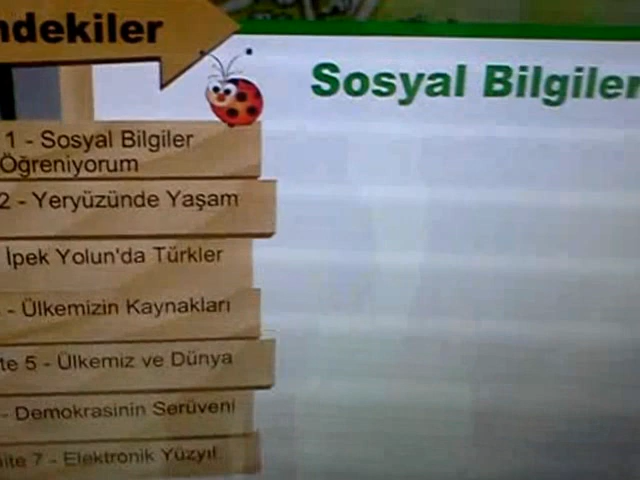 ndekiler
Sosyal Bilgiler
1 - Sosyal Bilgiler
Öğreniyorum
2 - Yeryüzünde Yaşam
İpek Yolun'da Türkler
- Ülkemizin Kaynakları
te 5 - Ülkemiz ve Dünya
- Demokrasinin Serüveni
ite 7 - Elektronik Yüzyıl